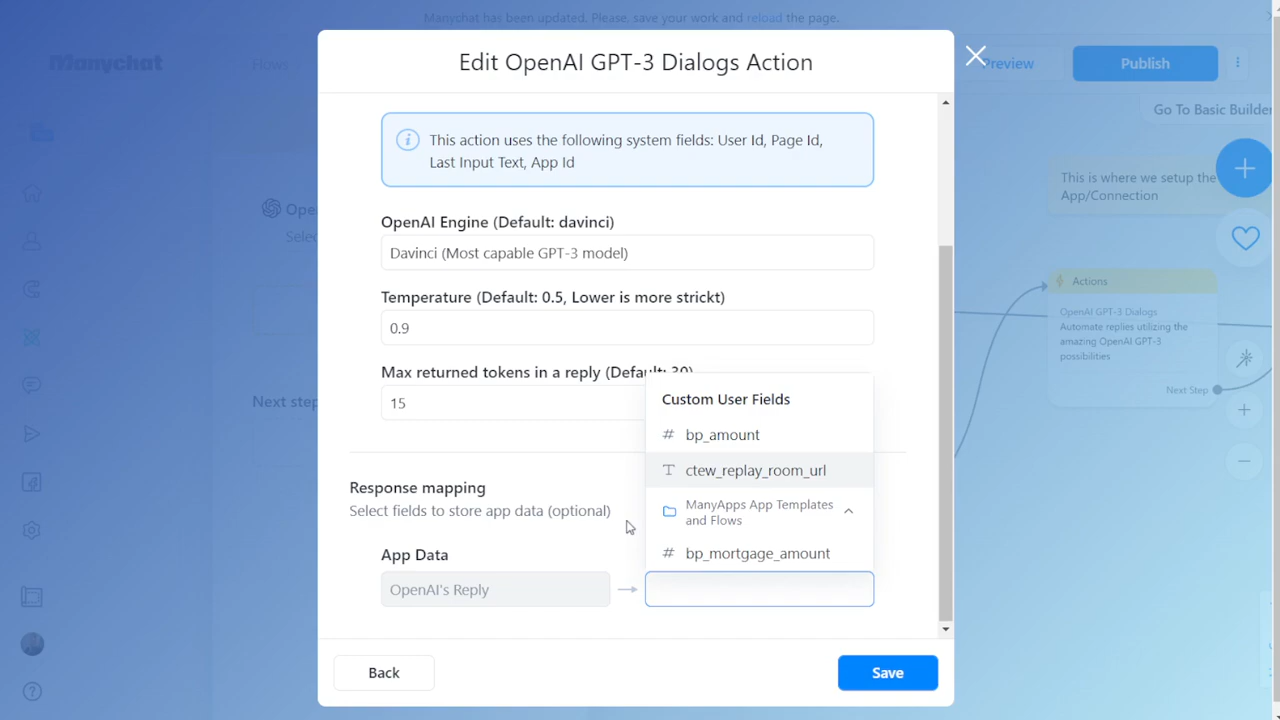 Manychat has been updated. Please, save your work and reload the page.
Edit OpenAI GPT-3 Dialogs Action
Manychat
Flows
Preview
Publish
Go To Basic Builder
This action uses the following system fields: User Id, Page Id,
Last Input Text, App Id
This is where we setup the
App/Connection
OpenAI Engine (Default: davinci)
Davinci (Most capable GPT-3 model)
Temperature (Default: 0.5, Lower is more strickt)
0.9
Actions
OpenAI GPT-3 Dialogs
Automate replies utilizing the
amazing OpenAI GPT-3
possibilities
Next Step
Max returned tokens in a reply (Default: 30)
15
Next step
Custom User Fields
# bp_amount
T ctew_replay_room_url
ManyApps App Templates
and Flows
# bp_mortgage_amount
Response mapping
Select fields to store app data (optional)
App Data
OpenAI's Reply
Back
Save